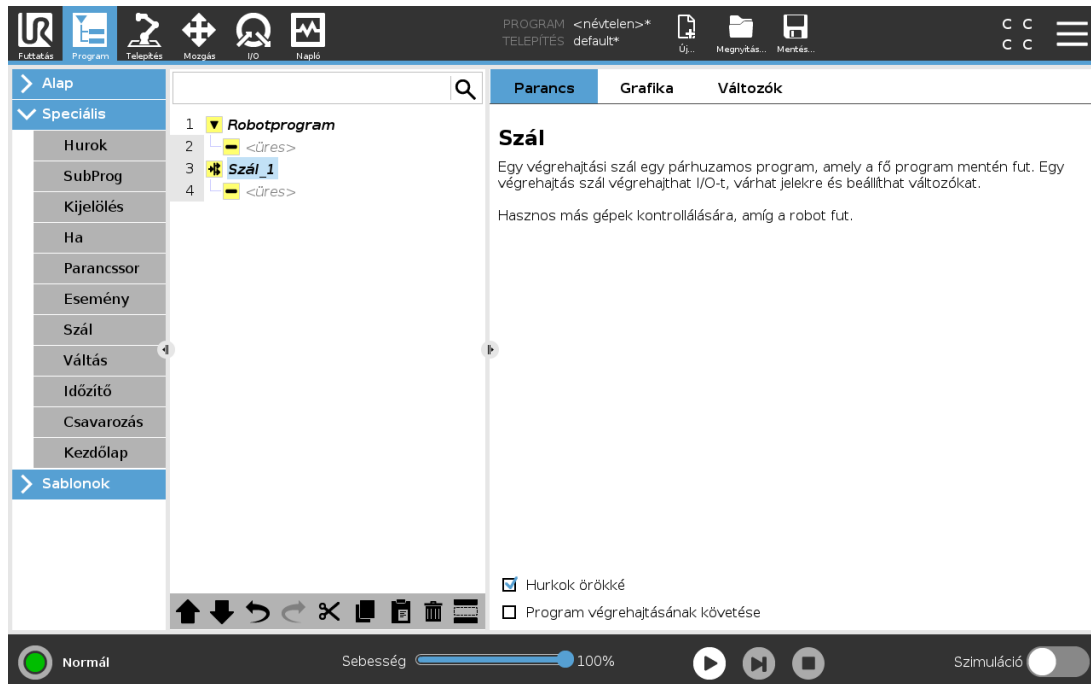 Futtatás
Program
Telepítés
Mozgás
I/O
Napló
PROGRAM <névtelen>*
TELEPÍTÉS default*
Új...
Megnyitás...
Mentés...
C C
C C
Alap
Speciális
Hurok
SubProg
Kijelölés
Ha
Parancssor
Esemény
Szál
Váltás
Időzítő
Csavarozás
Kezdőlap
Sablonok
1 Robotprogram
2 <üres>
3 Szál_1
4 <üres>
Parancs Grafika Változók
Szál
Egy végrehajtási szál egy párhuzamos program, amely a fő program mentén fut. Egy
végrehajtás szál végrehajthat I/O-t, várhat jelekre és beállíthat változókat.
Hasznos más gépek kontrollálására, amíg a robot fut.
Hurkok örökké
Program végrehajtásának követése
Normál
Sebesség 100%
Szimuláció